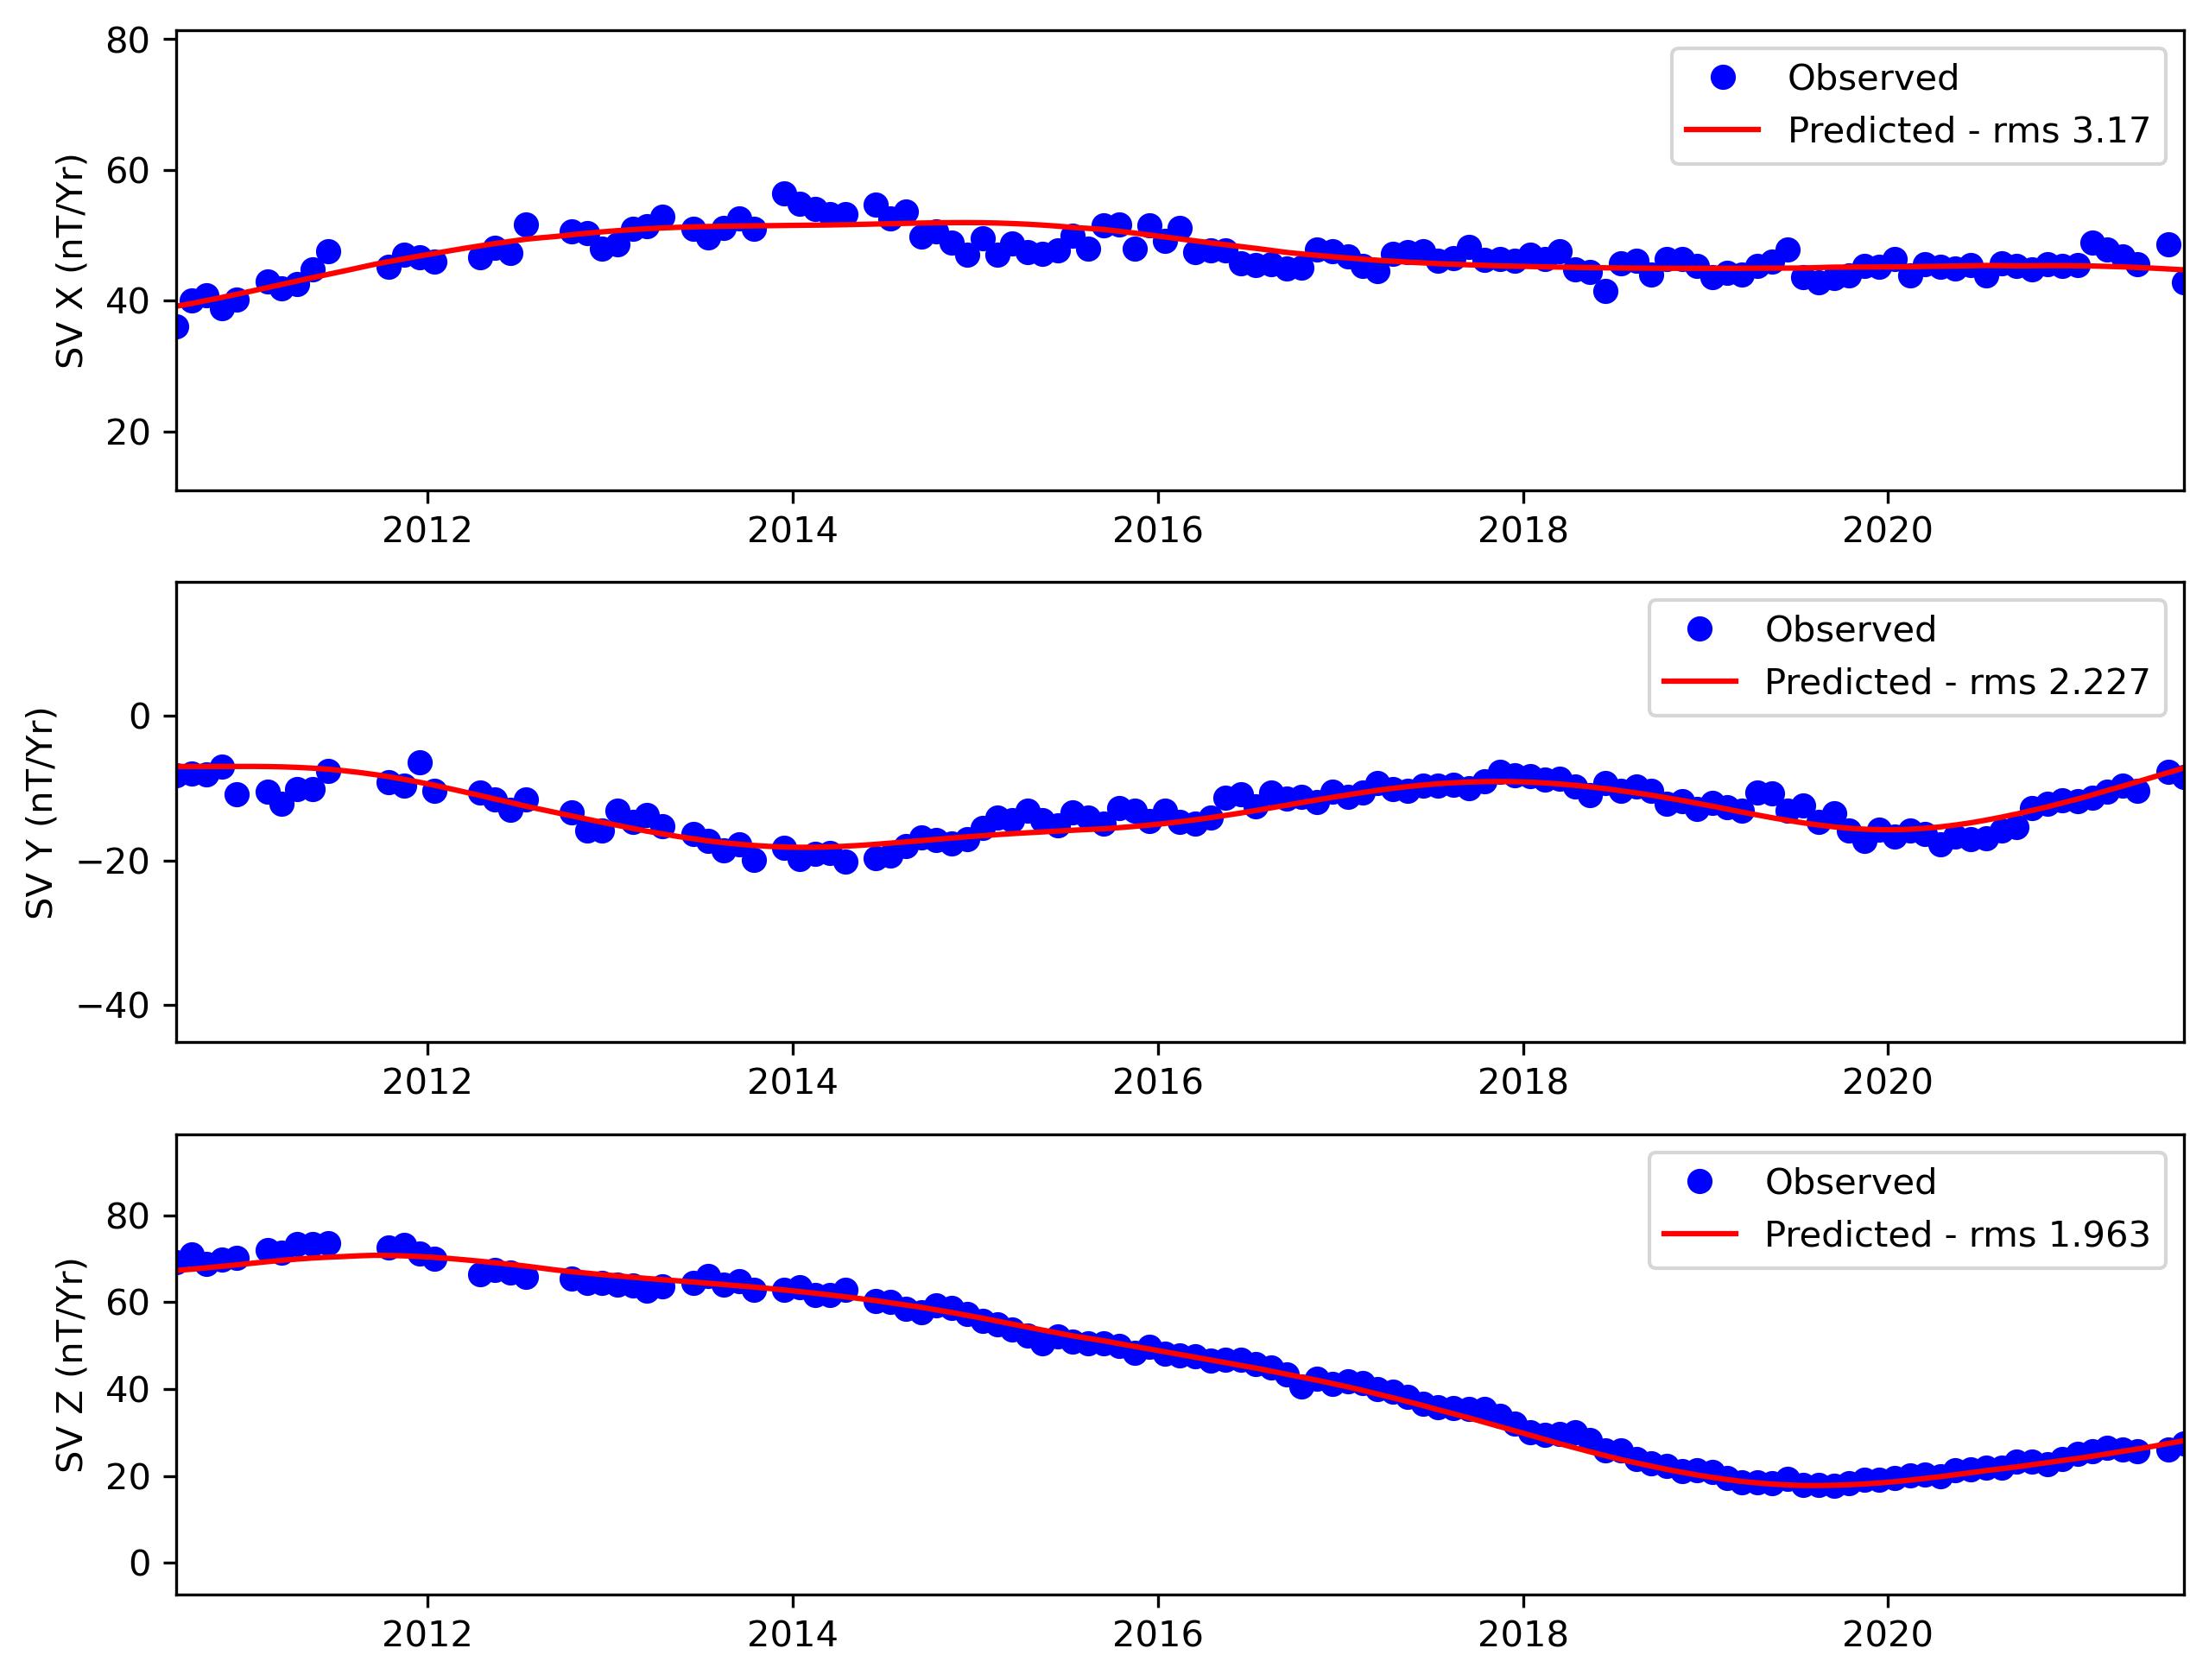 80
60
40
20
SV X (nT/Yr)
Observed
Predicted - rms 3.17
2012 2014 2016 2018 2020
0
−20
−40
SV Y (nT/Yr)
Observed
Predicted - rms 2.227
2012 2014 2016 2018 2020
80
60
40
20
0
SV Z (nT/Yr)
Observed
Predicted - rms 1.963
2012 2014 2016 2018 2020